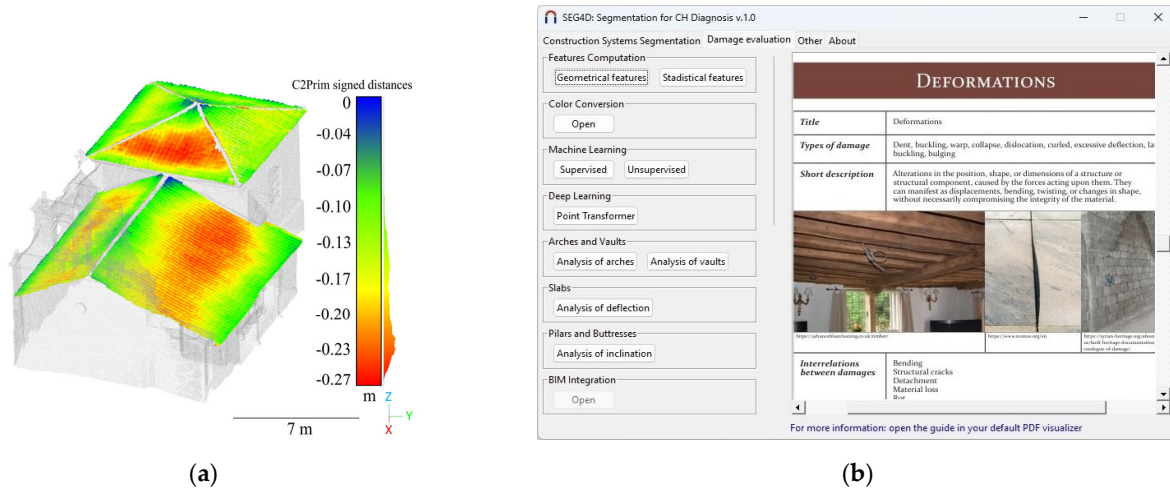 C2Prim signed distances
0
-0.04
-0.07
-0.10
-0.13
-0.17
-0.20
-0.23
-0.27
m
Z
Y
X
7 m
(a)
SEG4D: Segmentation for CH Diagnosis v.1.0
Construction Systems Segmentation Damage evaluation Other About
Features Computation
Geometrical features Stadistical features
Color Conversion
Open
Machine Learning
Supervised Unsupervised
Deep Learning
Point Transformer
Arches and Vaults
Analysis of arches Analysis of vaults
Slabs
Analysis of deflection
Pilars and Buttresses
Analysis of inclination
BIM Integration
Open
DEFORMATIONS
Title Deformations
Types of damage Dent, buckling, warp, collapse, dislocation, curled, excessive deflection, la
buckling, bulging
Short description Alterations in the position, shape, or dimensions of a structure or
structural component, caused by the forces acting upon them. They
can manifest as displacements, bending, twisting, or changes in shape,
without necessarily compromising the integrity of the material.
Interrelations Bending
between damages Structural cracks
Detachment
Material loss
Rot
For more information: open the guide in your default PDF visualizer
(b)